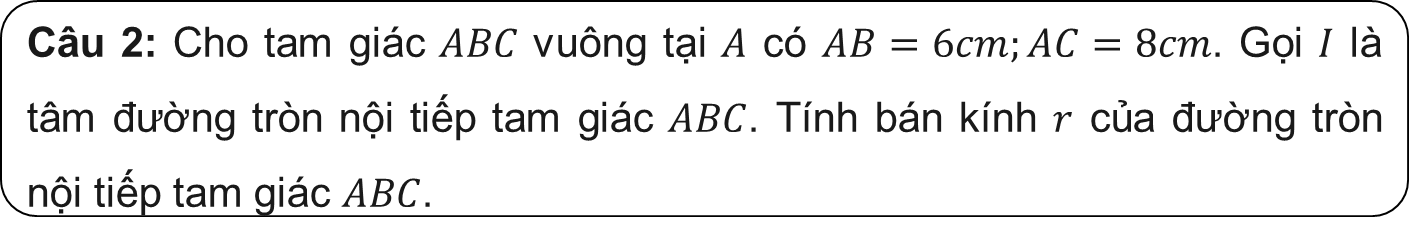 Câu 2: Cho tam giác ABC vuông tại A có AB = 6cm; AC = 8cm. Gọi I là
tâm đường tròn nội tiếp tam giác ABC. Tính bán kính r của đường tròn
nội tiếp tam giác ABC.